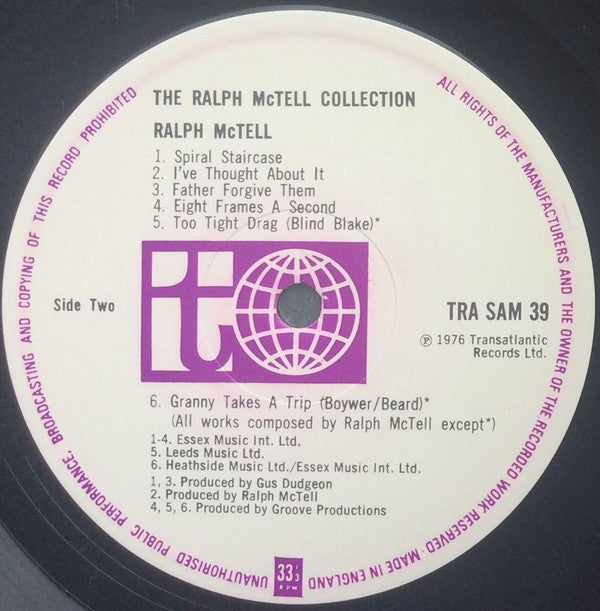 THE RALPH McTELL COLLECTION
RALPH McTELL
1. Spiral Staircase
2. I've Thought About It
3. Father Forgive Them
4. Eight Frames A Second
5. Too Tight Drag (Blind Blake)*
t
Side Two
TRA SAM 39
℗ 1976 Transatlantic
Records Ltd.
6. Granny Takes A Trip (Boywer/Beard)*
(All works composed by Ralph McTell except*)
1-4. Essex Music Int. Ltd.
5. Leeds Music Ltd.
6. Heathside Music Ltd./Essex Music Int. Ltd.
1, 3. Produced by Gus Dudgeon
2. Produced by Ralph McTell
4, 5, 6. Produced by Groove Productions
33⅓
RPM
ALL RIGHTS OF THE MANUFACTURERS AND THE OWNER OF THE RECORDED WORK RESERVED · MADE IN ENGLAND
UNAUTHORISED PUBLIC PERFORMANCE, BROADCASTING AND COPYING OF THIS RECORD PROHIBITED